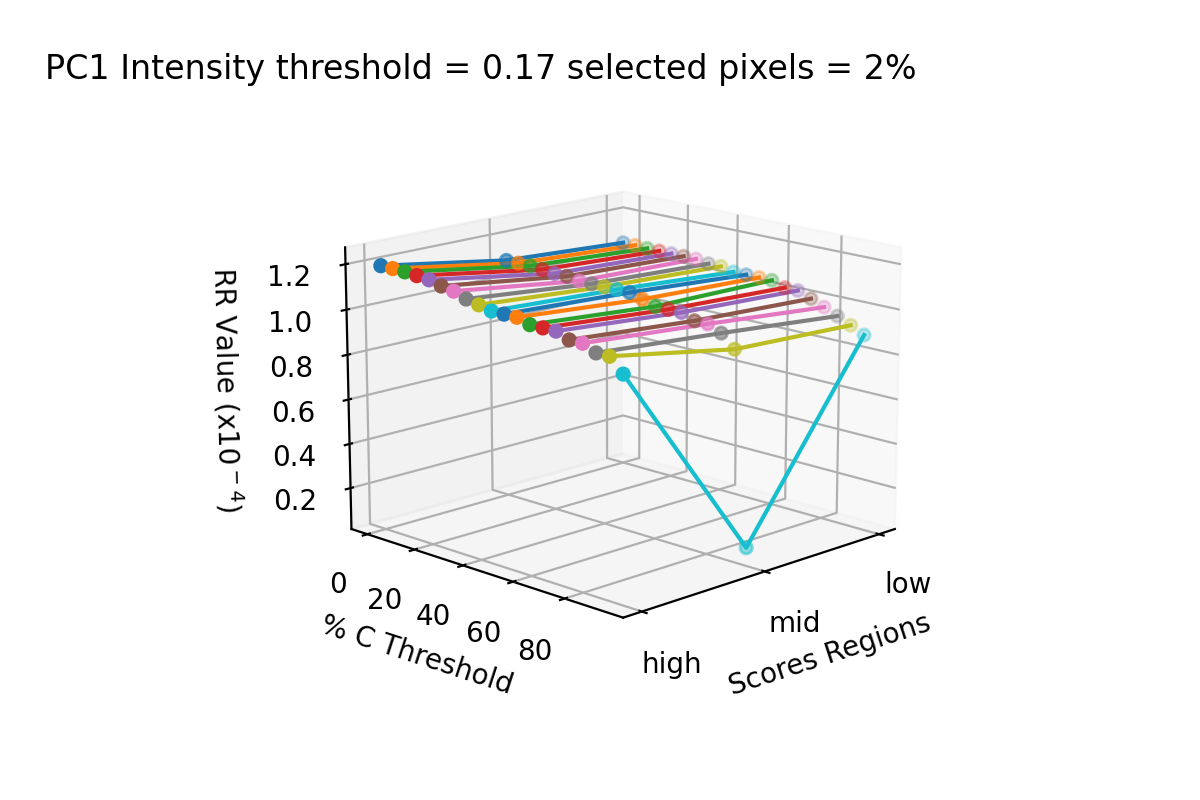 PC1 Intensity threshold = 0.17 selected pixels = 2%
RR Value (x10⁻⁴)
1.2
1.0
0.8
0.6
0.4
0.2
0
20
40
60
80
% C Threshold
high
mid
low
Scores Regions